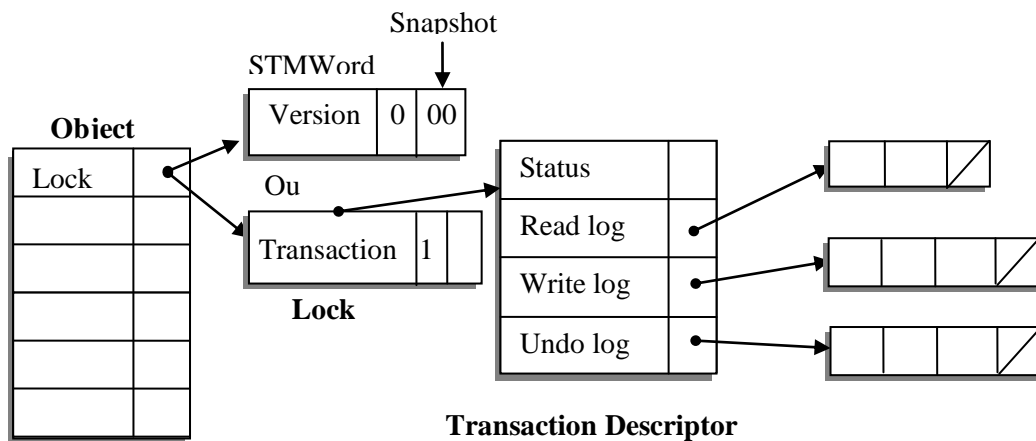 Snapshot
STMWord
Version 0 00
Object
Lock
Ou
Transaction 1
Lock
Status
Read log
Write log
Undo log
Transaction Descriptor